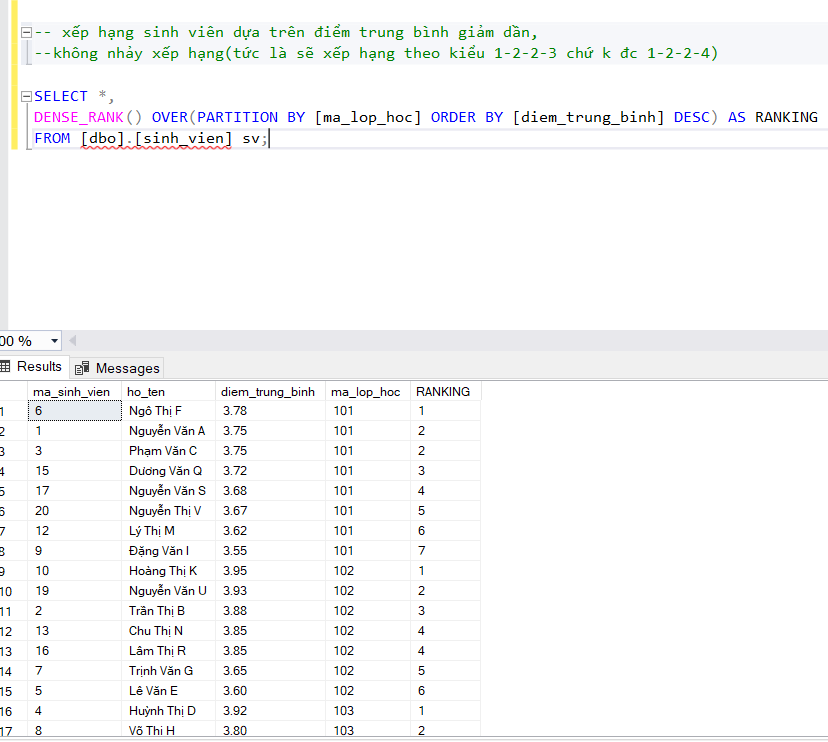 -- xếp hạng sinh viên dựa trên điểm trung bình giảm dần,
--không nhảy xếp hạng(tức là sẽ xếp hạng theo kiểu 1-2-2-3 chứ k đc 1-2-2-4)
SELECT *,
DENSE_RANK() OVER(PARTITION BY [ma_lop_hoc] ORDER BY [diem_trung_binh] DESC) AS RANKING
FROM [dbo].[sinh_vien] sv;
00 %
Results Messages
ma_sinh_vien ho_ten diem_trung_binh ma_lop_hoc RANKING
1 6 Ngô Thị F 3.78 101 1
2 1 Nguyễn Văn A 3.75 101 2
3 3 Phạm Văn C 3.75 101 2
4 15 Dương Văn Q 3.72 101 3
5 17 Nguyễn Văn S 3.68 101 4
6 20 Nguyễn Thị V 3.67 101 5
7 12 Lý Thị M 3.62 101 6
8 9 Đặng Văn I 3.55 101 7
9 10 Hoàng Thị K 3.95 102 1
10 19 Nguyễn Văn U 3.93 102 2
11 2 Trần Thị B 3.88 102 3
12 13 Chu Thị N 3.85 102 4
13 16 Lâm Thị R 3.85 102 4
14 7 Trịnh Văn G 3.65 102 5
15 5 Lê Văn E 3.60 102 6
16 4 Huỳnh Thị D 3.92 103 1
17 8 Võ Thị H 3.80 103 2